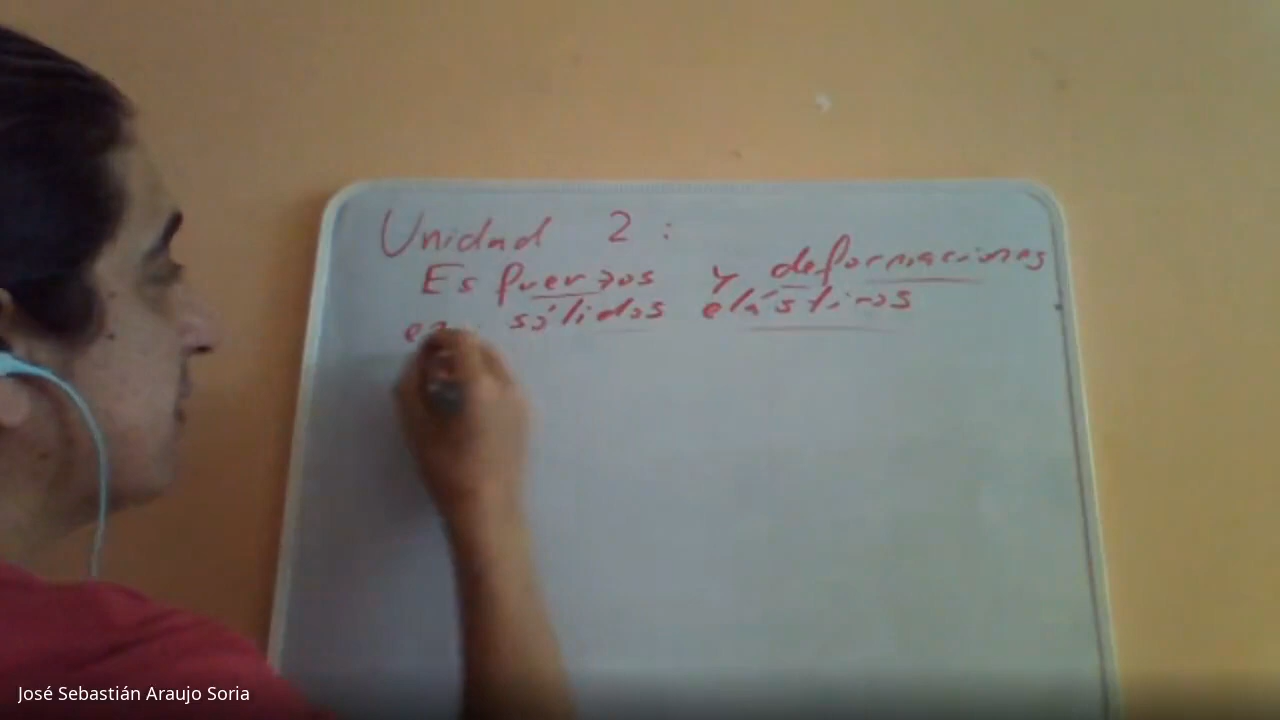 Unidad 2:
Esfuerzos y deformaciones
en sólidos elásticos
José Sebastián Araujo Soria